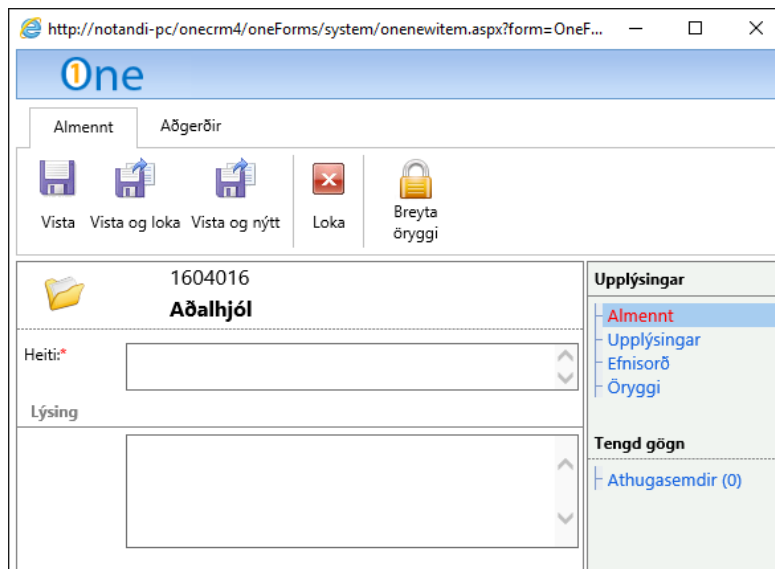 http://notandi-pc/onecrm4/oneForms/system/onenewitem.aspx?form=OneF...
One
Almennt Aðgerðir
Vista Vista og loka Vista og nýtt Loka Breyta
öryggi
1604016
Aðalhjól
Heiti:*
Lýsing
Upplýsingar
Almennt
Upplýsingar
Efnisorð
Öryggi
Tengd gögn
Athugasemdir (0)